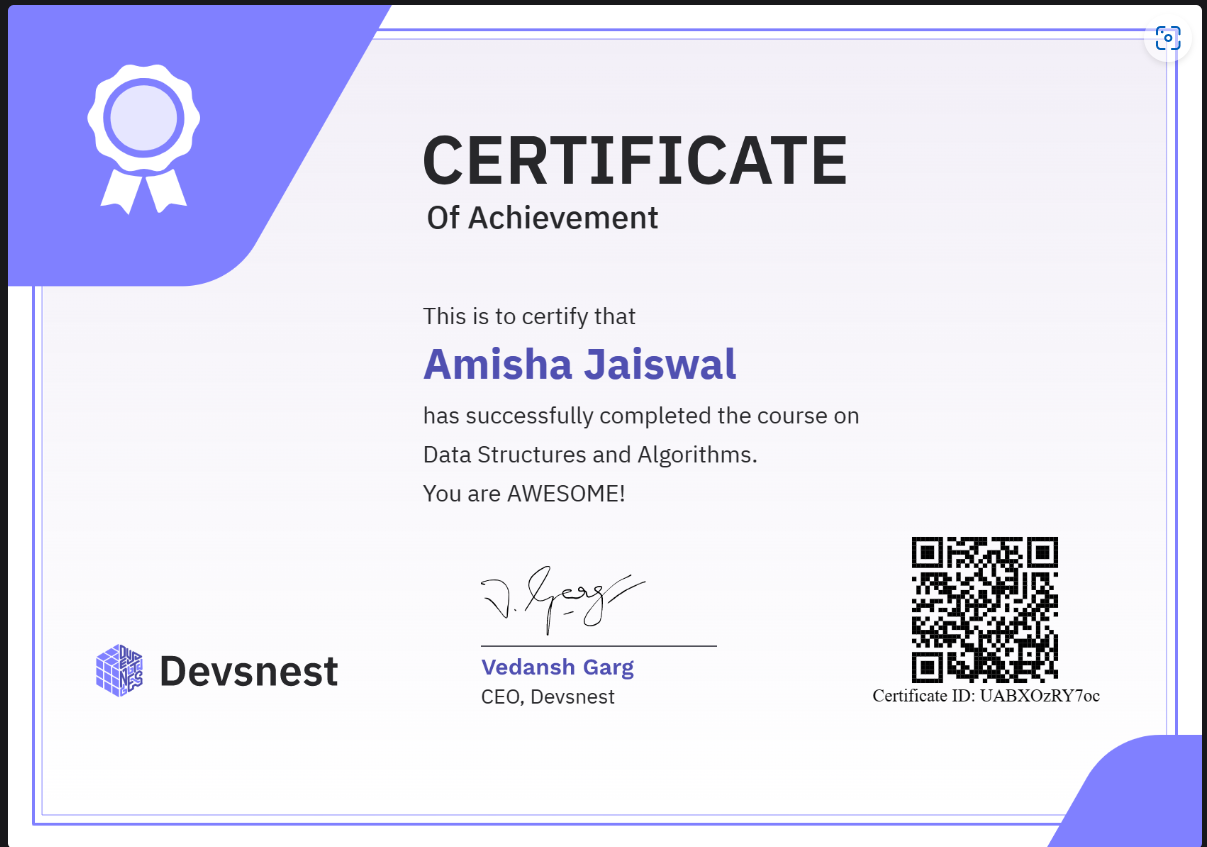 CERTIFICATE
Of Achievement
This is to certify that
Amisha Jaiswal
has successfully completed the course on
Data Structures and Algorithms.
You are AWESOME!
V. Garg
Devsnest
Vedansh Garg
CEO, Devsnest
Certificate ID: UABXOzRY7oc